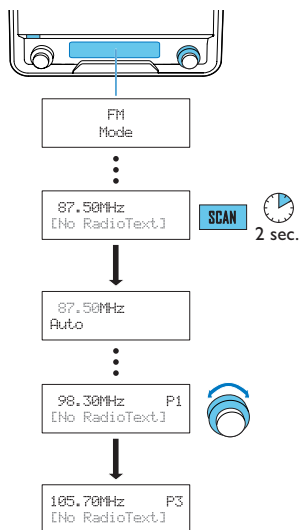 FM
Mode
87.50MHz
[No RadioText]
SCAN
2 sec.
87.50MHz
Auto
98.30MHz P1
[No RadioText]
105.70MHz P3
[No RadioText]